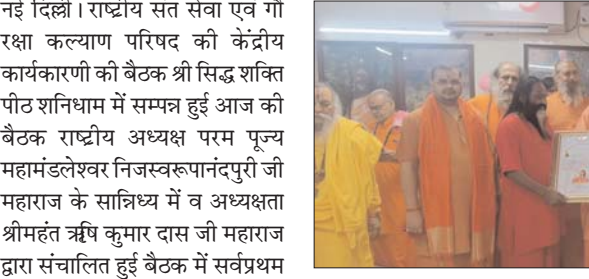 नई दिल्ली। राष्ट्रीय संत सेवा एवं गौ
रक्षा कल्याण परिषद की केंद्रीय
कार्यकारणी की बैठक श्री सिद्ध शक्ति
पीठ शनिधाम में सम्पन्न हुई आज की
बैठक राष्ट्रीय अध्यक्ष परम पूज्य
महामंडलेश्वर निजस्वरूपानंदपुरी जी
महाराज के सान्निध्य में व अध्यक्षता
श्रीमहंत ऋषि कुमार दास जी महाराज
द्वारा संचालित हुई बैठक में सर्वप्रथम